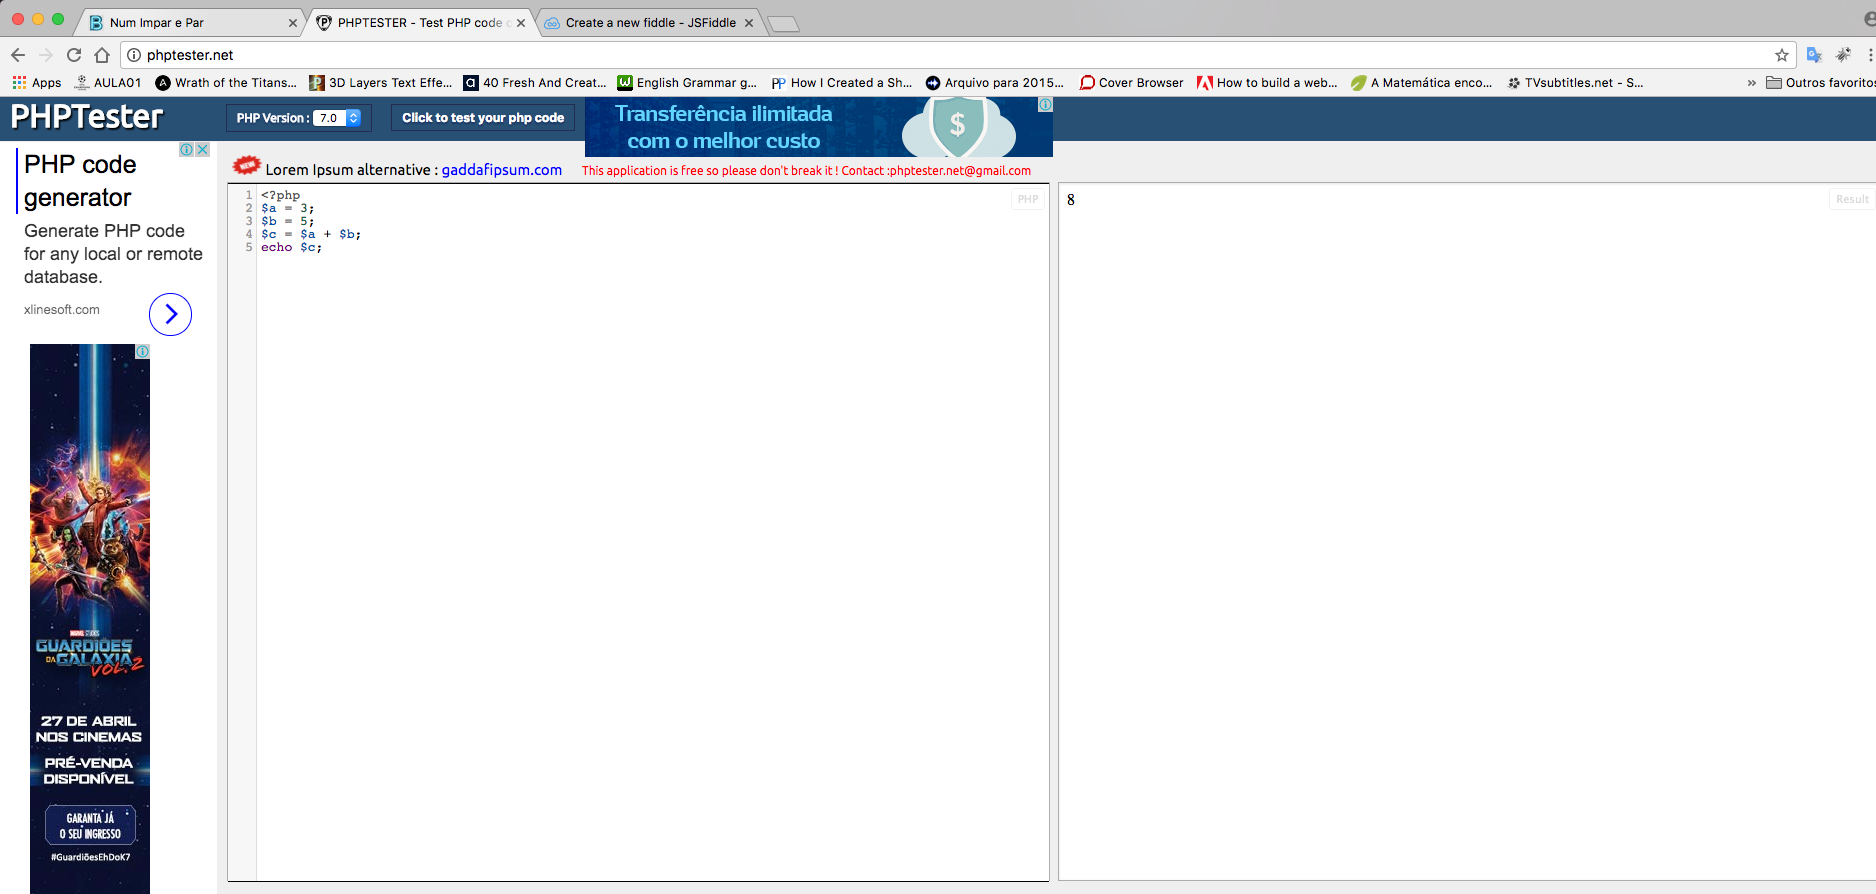 Num Impar e Par
PHPTESTER - Test PHP code
Create a new fiddle - JSFiddle
phptester.net
Apps
AULA01
Wrath of the Titans...
3D Layers Text Effe...
40 Fresh And Creat...
English Grammar g...
How I Created a Sh...
Arquivo para 2015...
Cover Browser
How to build a web...
A Matemática enco...
TVsubtitles.net - S...
»
Outros favoritos
PHPTester
PHP Version : 7.0
Click to test your php code
Transferência ilimitada
com o melhor custo
$
PHP code
generator
Generate PHP code
for any local or remote
database.
xlinesoft.com
Lorem Ipsum alternative : gaddafipsum.com
This application is free so please don't break it ! Contact :phptester.net@gmail.com
1 <?php
2 $a = 3;
3 $b = 5;
4 $c = $a + $b;
5 echo $c;
PHP
8
Result
MARVEL STUDIOS
GUARDIÕES
DA GALÁXIA
VOL. 2
27 DE ABRIL
NOS CINEMAS
PRÉ-VENDA
DISPONÍVEL
GARANTA JÁ
O SEU INGRESSO
#GuardiõesEhDoK7